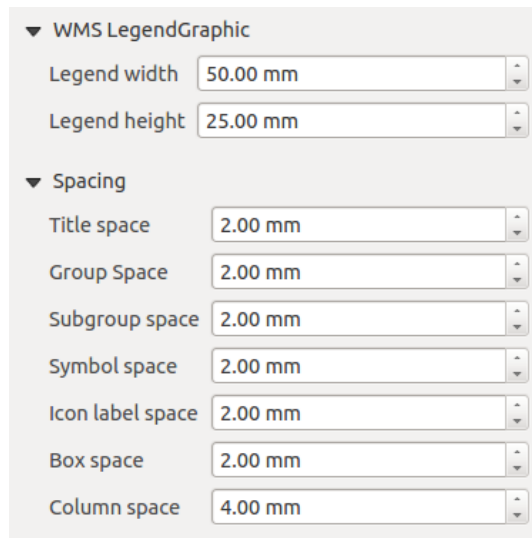 WMS LegendGraphic
Legend width 50.00 mm
Legend height 25.00 mm
Spacing
Title space 2.00 mm
Group Space 2.00 mm
Subgroup space 2.00 mm
Symbol space 2.00 mm
Icon label space 2.00 mm
Box space 2.00 mm
Column space 4.00 mm